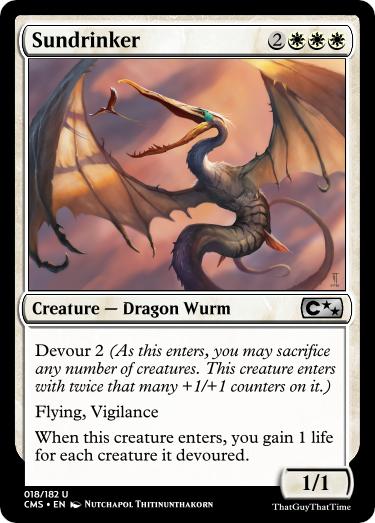 Sundrinker 2
Creature — Dragon Wurm C
Devour 2 (As this enters, you may sacrifice
any number of creatures. This creature enters
with twice that many +1/+1 counters on it.)
Flying, Vigilance
When this creature enters, you gain 1 life
for each creature it devoured.
1/1
018/182 U
CMS • EN Nutchapol Thitinunthakorn
ThatGuyThatTime